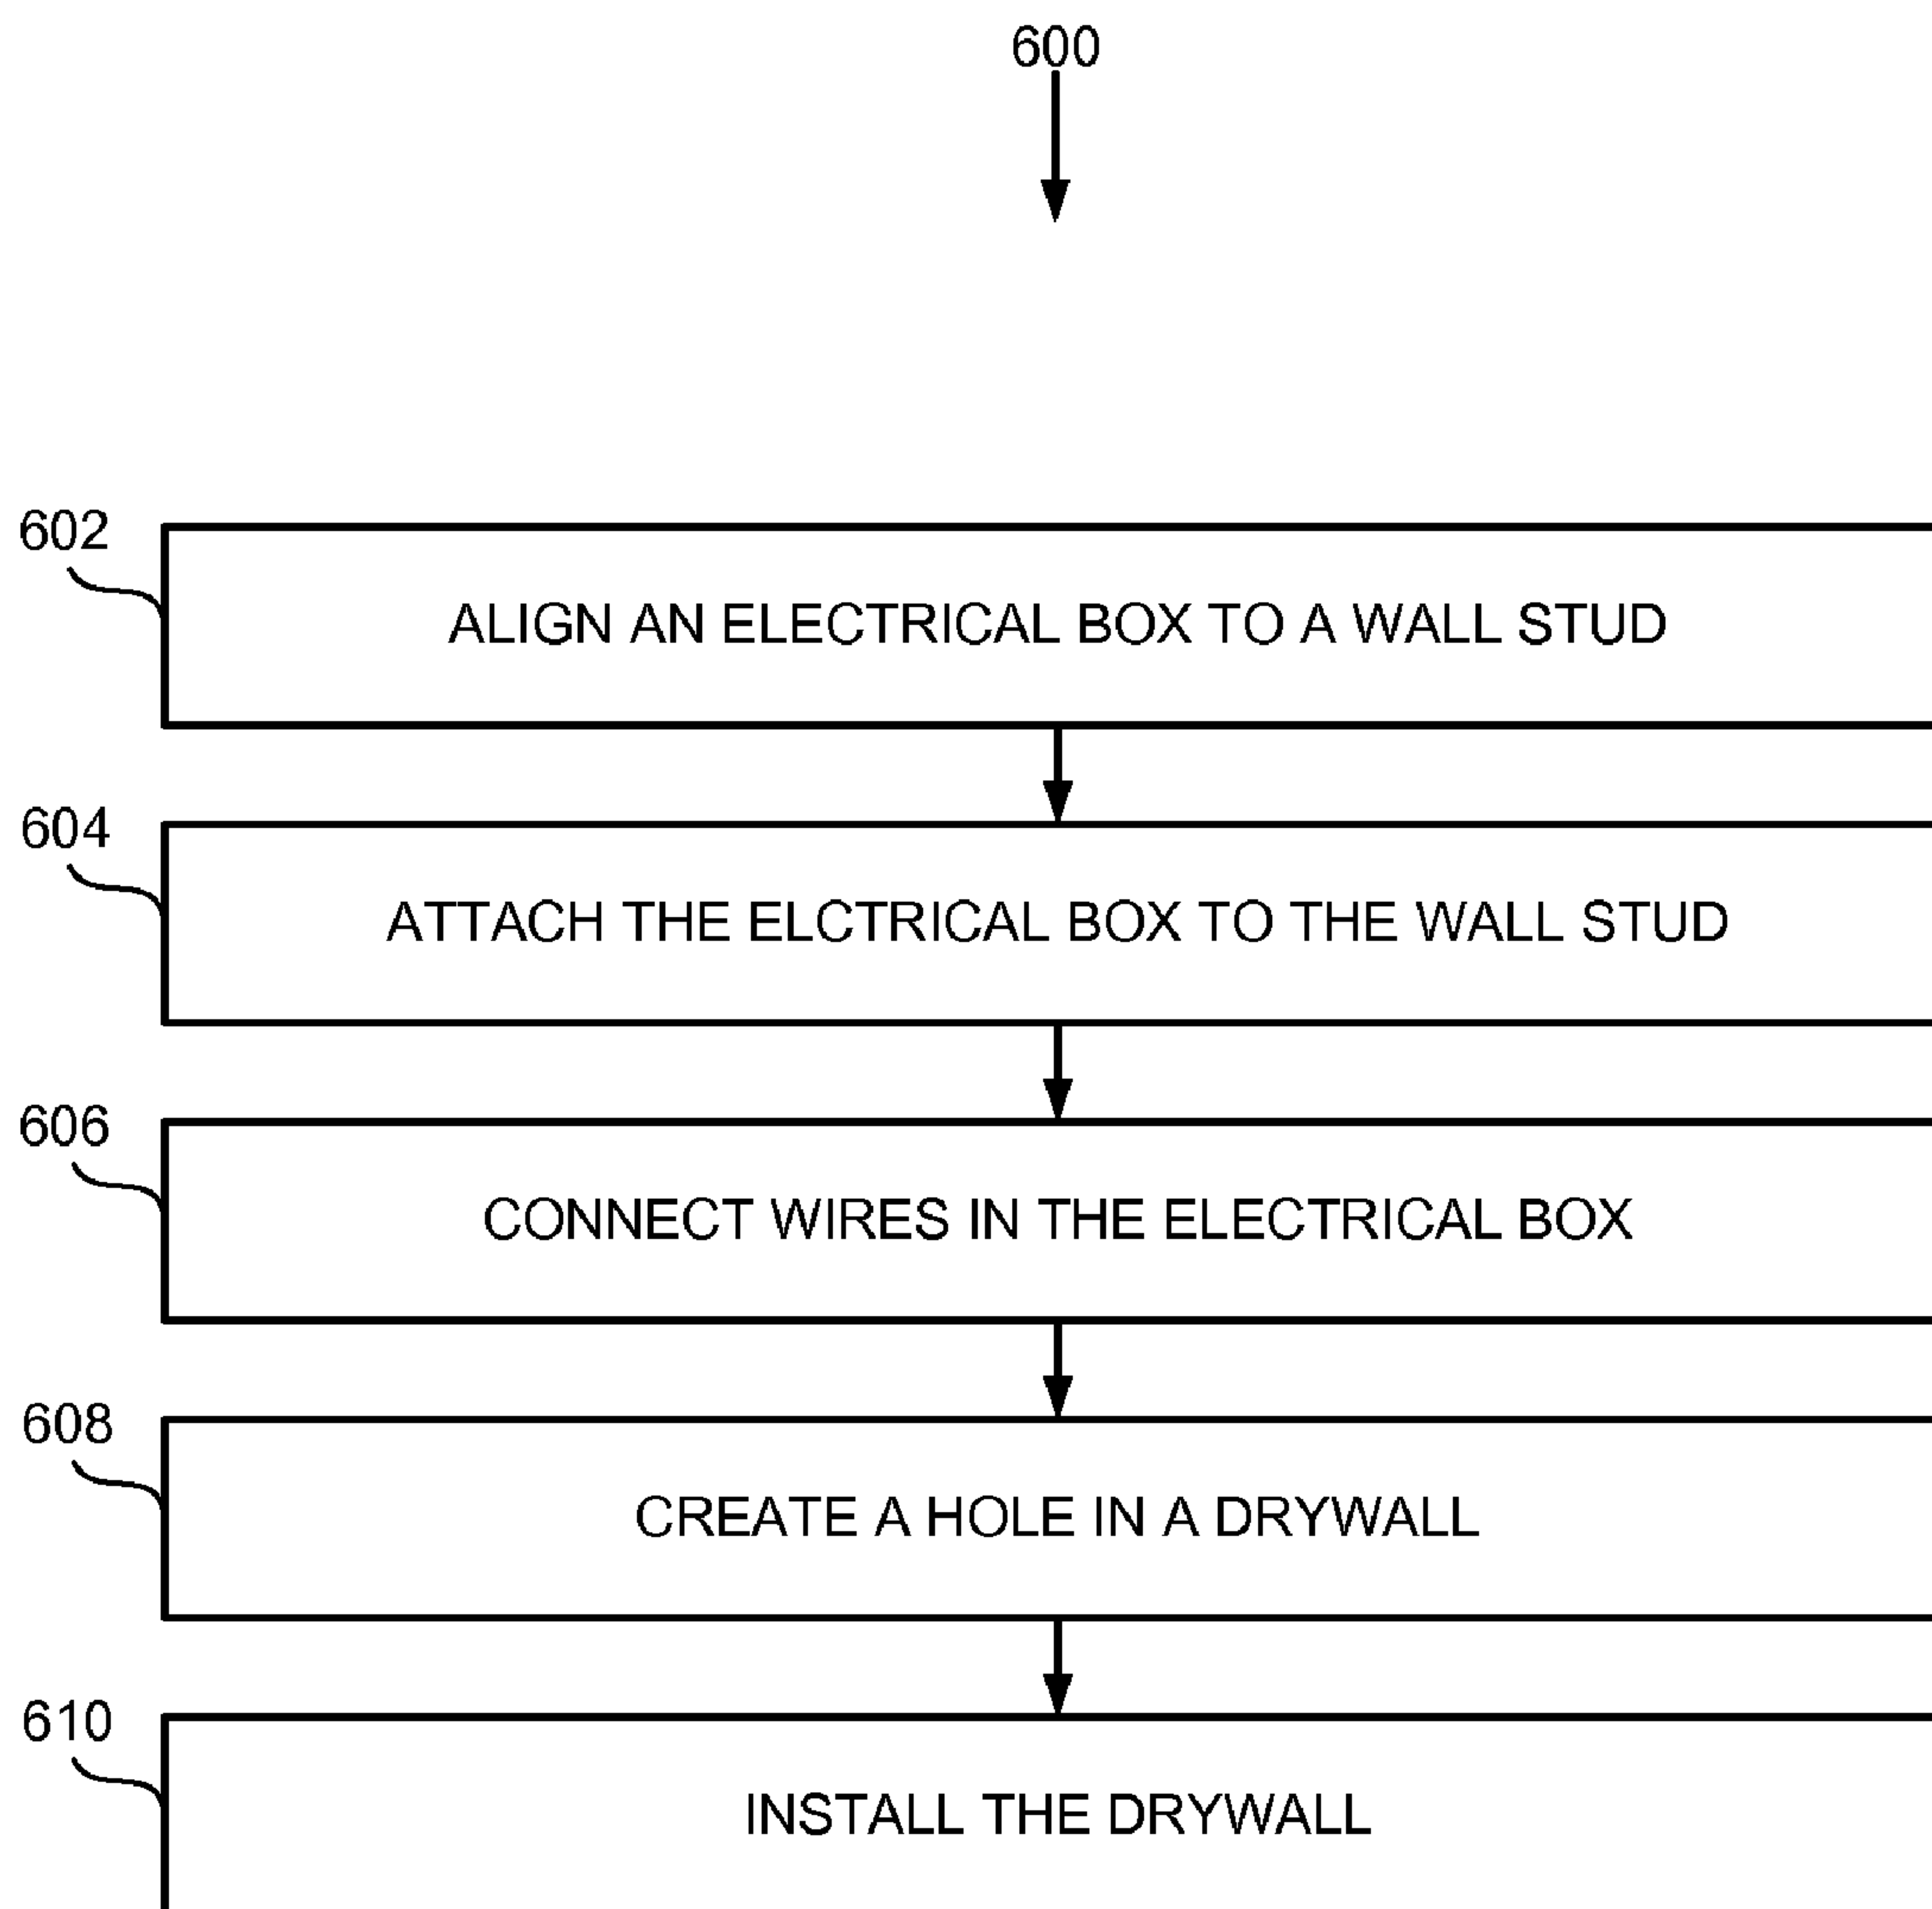 600
602
ALIGN AN ELECTRICAL BOX TO A WALL STUD
604
ATTACH THE ELCTRICAL BOX TO THE WALL STUD
606
CONNECT WIRES IN THE ELECTRICAL BOX
608
CREATE A HOLE IN A DRYWALL
610
INSTALL THE DRYWALL